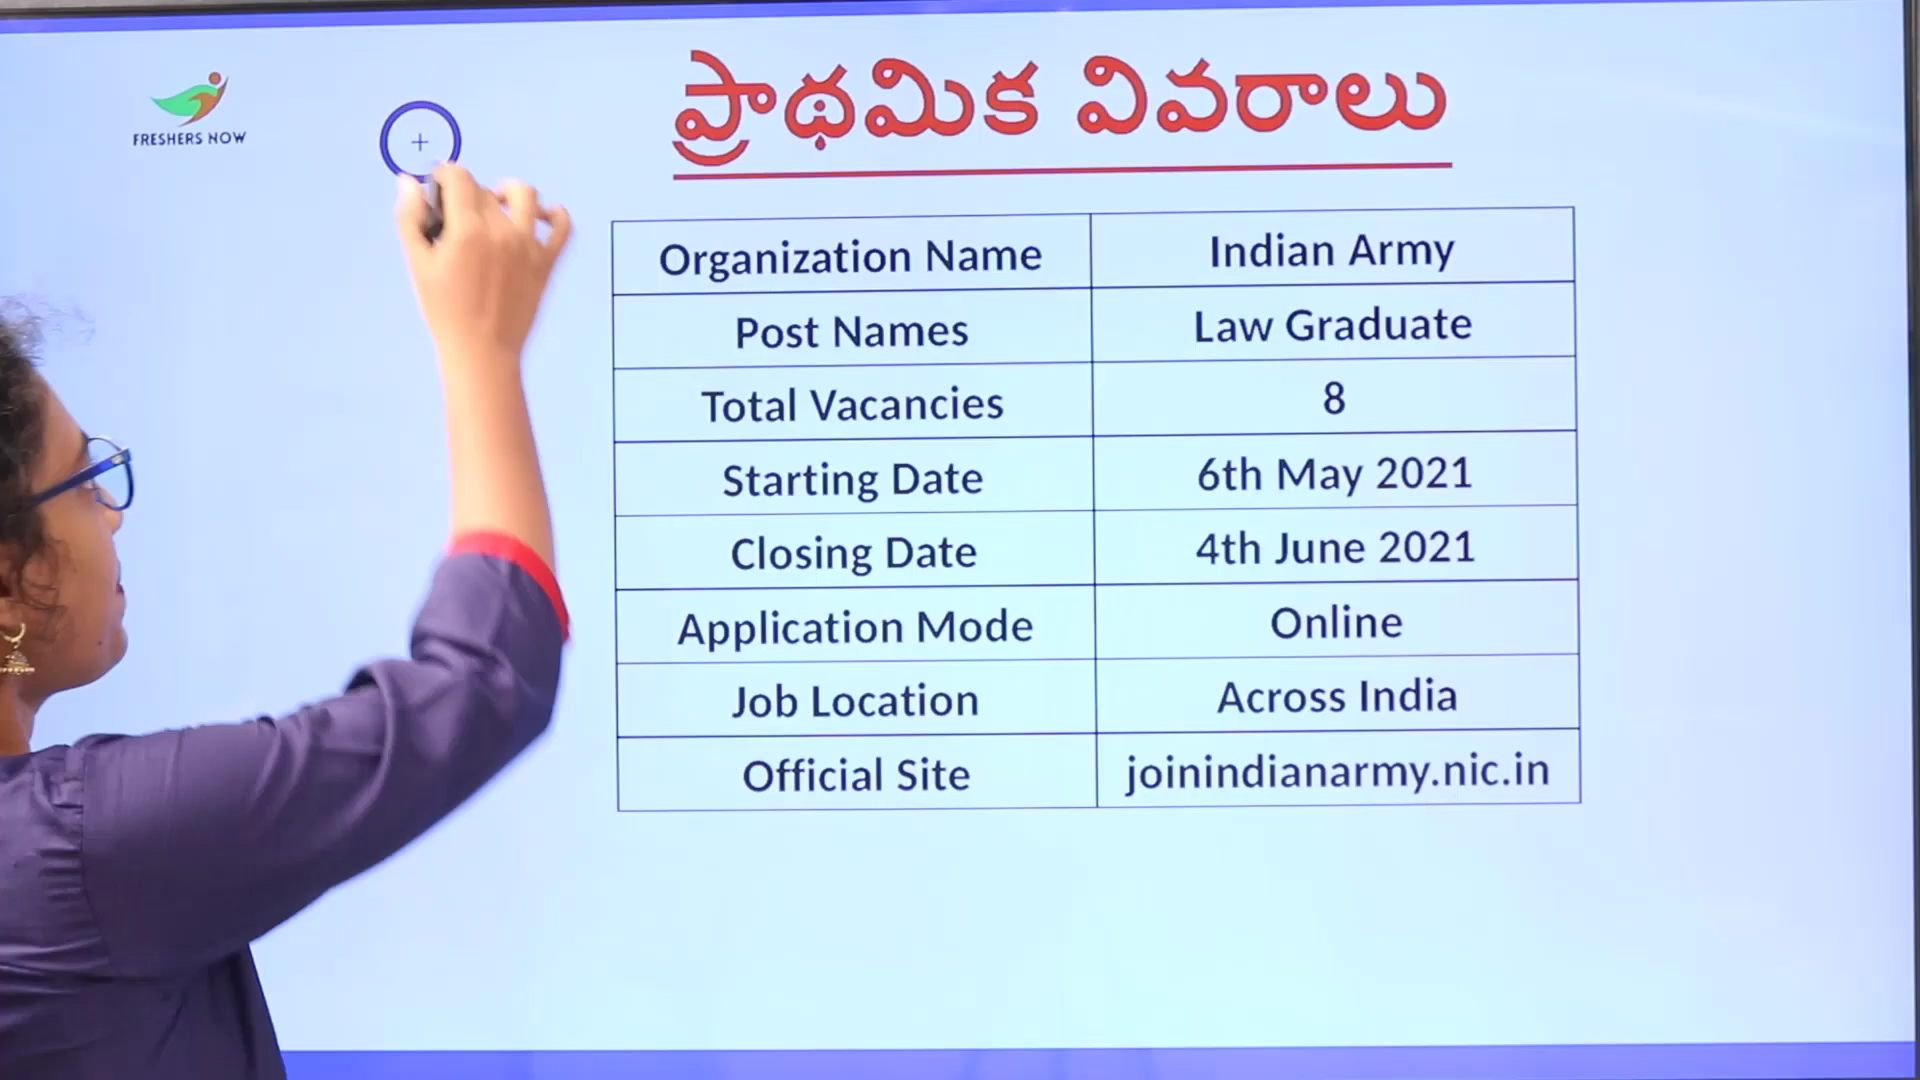 FRESHERS NOW
ప్రాథమిక వివరాలు
Organization Name Indian Army
Post Names Law Graduate
Total Vacancies 8
Starting Date 6th May 2021
Closing Date 4th June 2021
Application Mode Online
Job Location Across India
Official Site joinindianarmy.nic.in